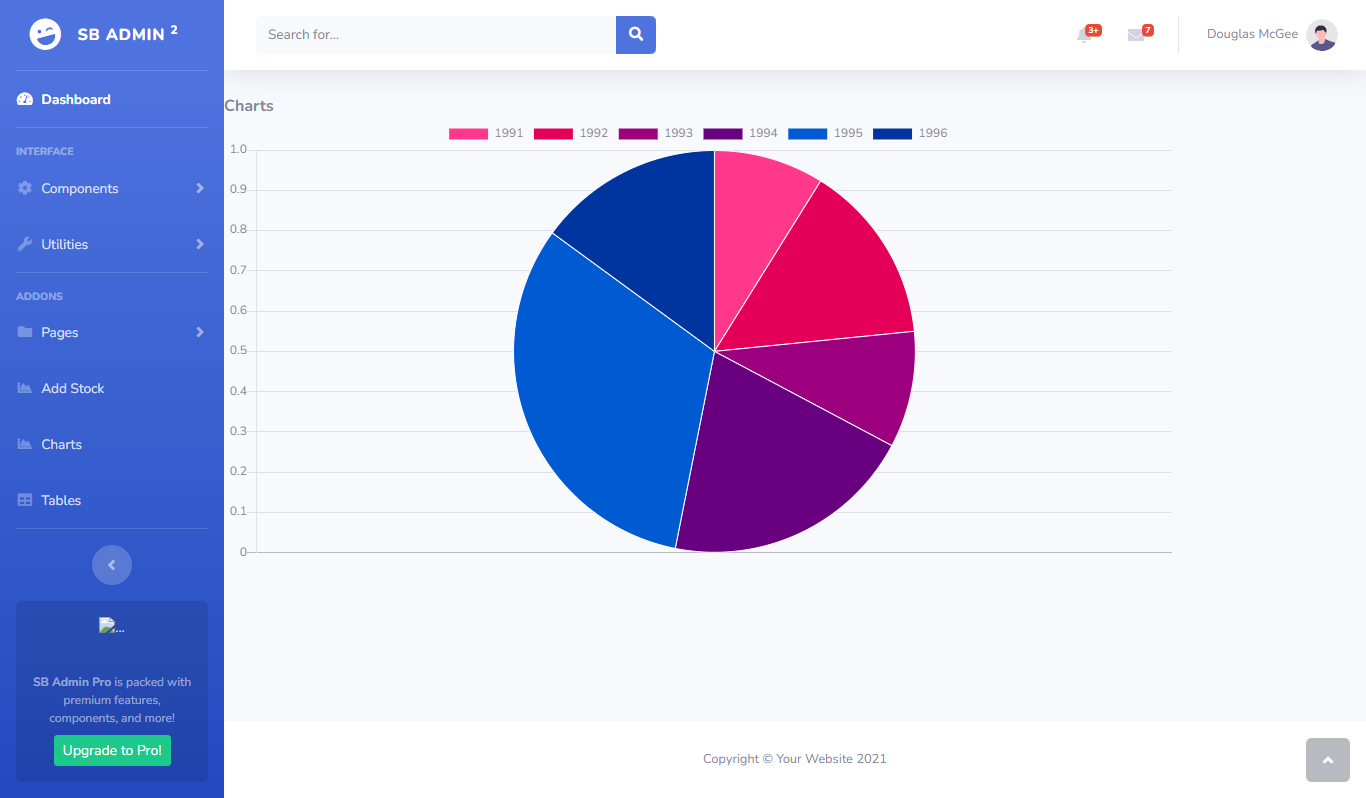 SB ADMIN 2
Search for...
3+
7
Douglas McGee
Dashboard
INTERFACE
Components
Utilities
ADDONS
Pages
Add Stock
Charts
Tables
...
SB Admin Pro is packed with
premium features,
components, and more!
Upgrade to Pro!
Charts
1991 1992 1993 1994 1995 1996
1.0
0.9
0.8
0.7
0.6
0.5
0.4
0.3
0.2
0.1
0
Copyright © Your Website 2021